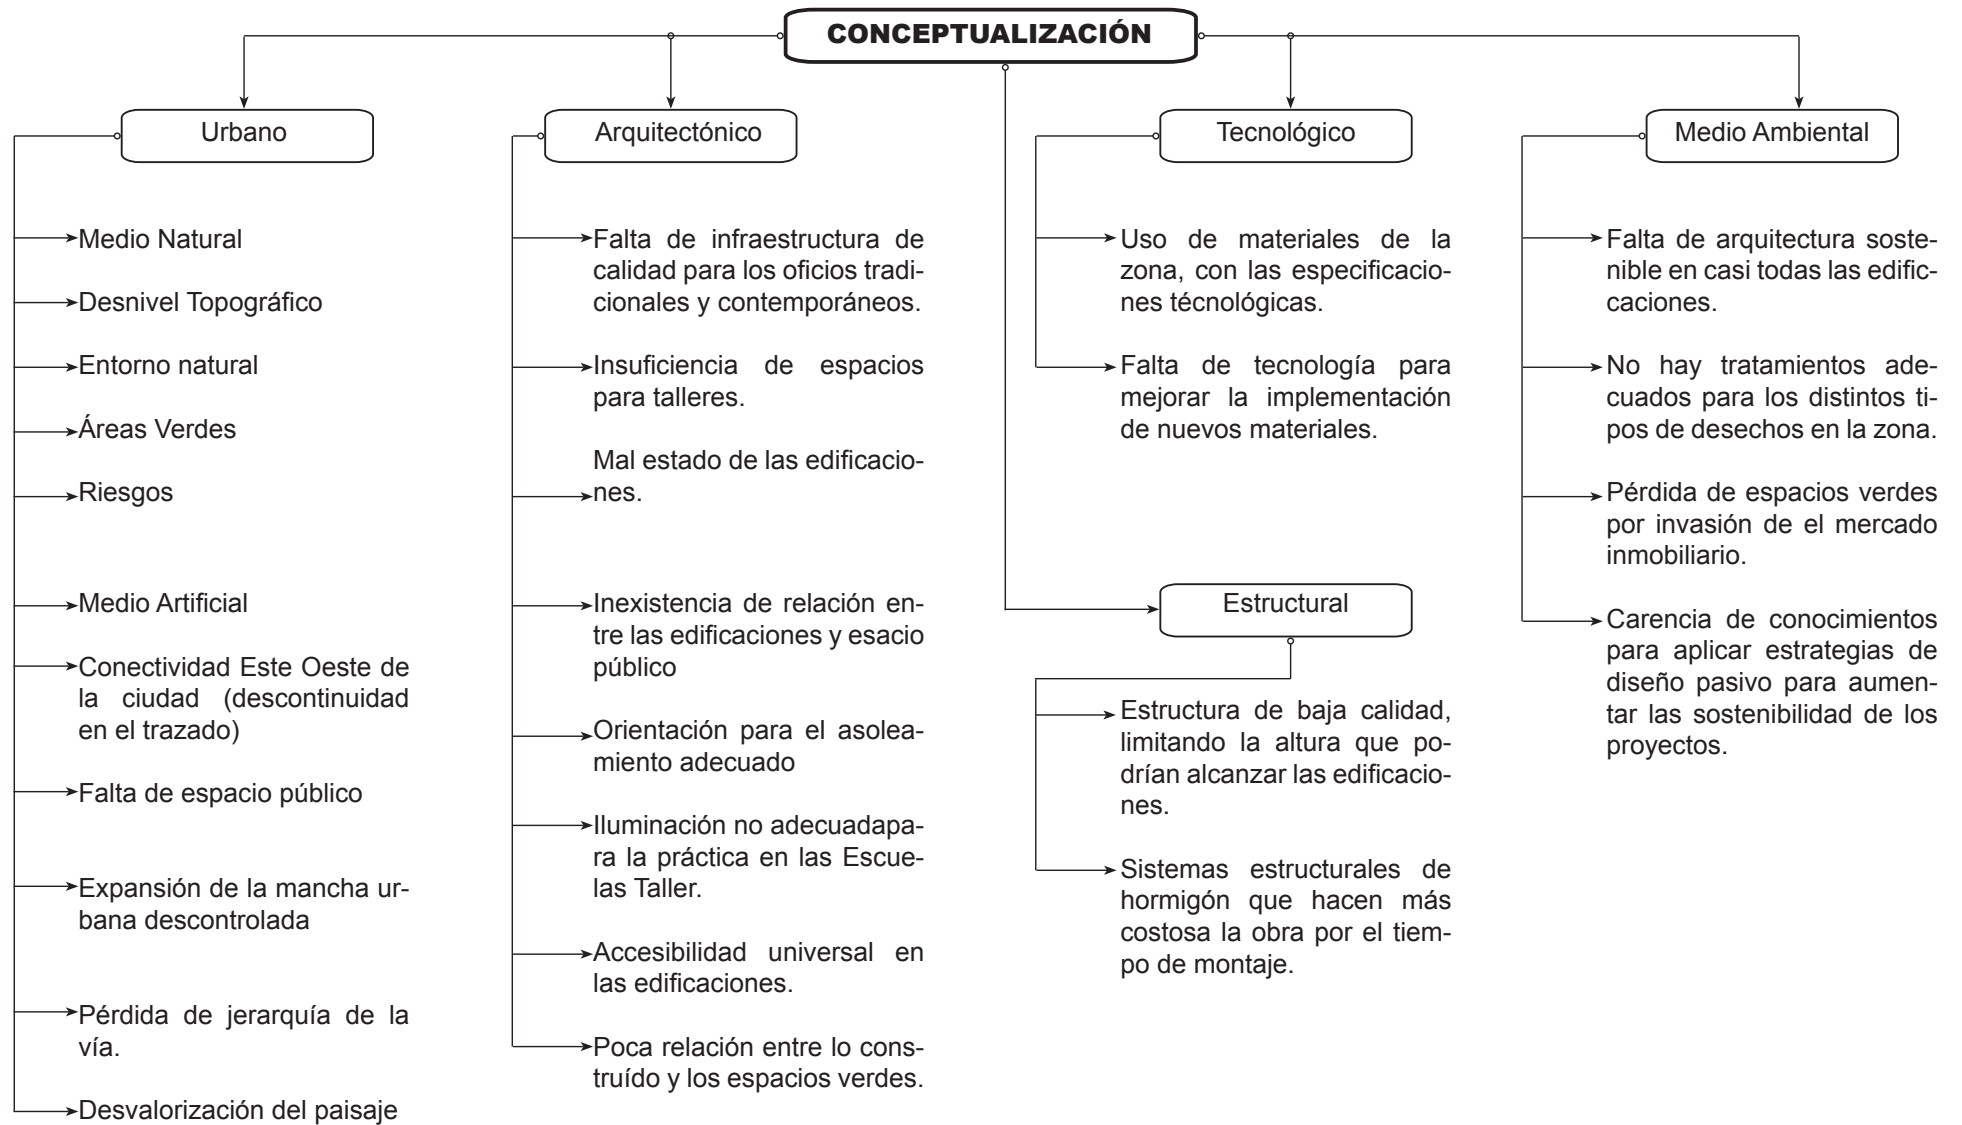 CONCEPTUALIZACIÓN
Urbano
Medio Natural
Desnivel Topográfico
Entorno natural
Áreas Verdes
Riesgos
Medio Artificial
Conectividad Este Oeste de
la ciudad (descontinuidad
en el trazado)
Falta de espacio público
Expansión de la mancha ur-
bana descontrolada
Pérdida de jerarquía de la
vía.
Desvalorización del paisaje
Arquitectónico
Falta de infraestructura de
calidad para los oficios tradi-
cionales y contemporáneos.
Insuficiencia de espacios
para talleres.
Mal estado de las edificacio-
nes.
Inexistencia de relación en-
tre las edificaciones y esacio
público
Orientación para el asolea-
miento adecuado
Iluminación no adecuadapa-
ra la práctica en las Escue-
las Taller.
Accesibilidad universal en
las edificaciones.
Poca relación entre lo cons-
truído y los espacios verdes.
Tecnológico
Uso de materiales de la
zona, con las especificacio-
nes técnológicas.
Falta de tecnología para
mejorar la implementación
de nuevos materiales.
Estructural
Estructura de baja calidad,
limitando la altura que po-
drían alcanzar las edificacio-
nes.
Sistemas estructurales de
hormigón que hacen más
costosa la obra por el tiem-
po de montaje.
Medio Ambiental
Falta de arquitectura soste-
nible en casi todas las edific-
caciones.
No hay tratamientos ade-
cuados para los distintos ti-
pos de desechos en la zona.
Pérdida de espacios verdes
por invasión de el mercado
inmobiliario.
Carencia de conocimientos
para aplicar estrategias de
diseño pasivo para aumen-
tar las sostenibilidad de los
proyectos.